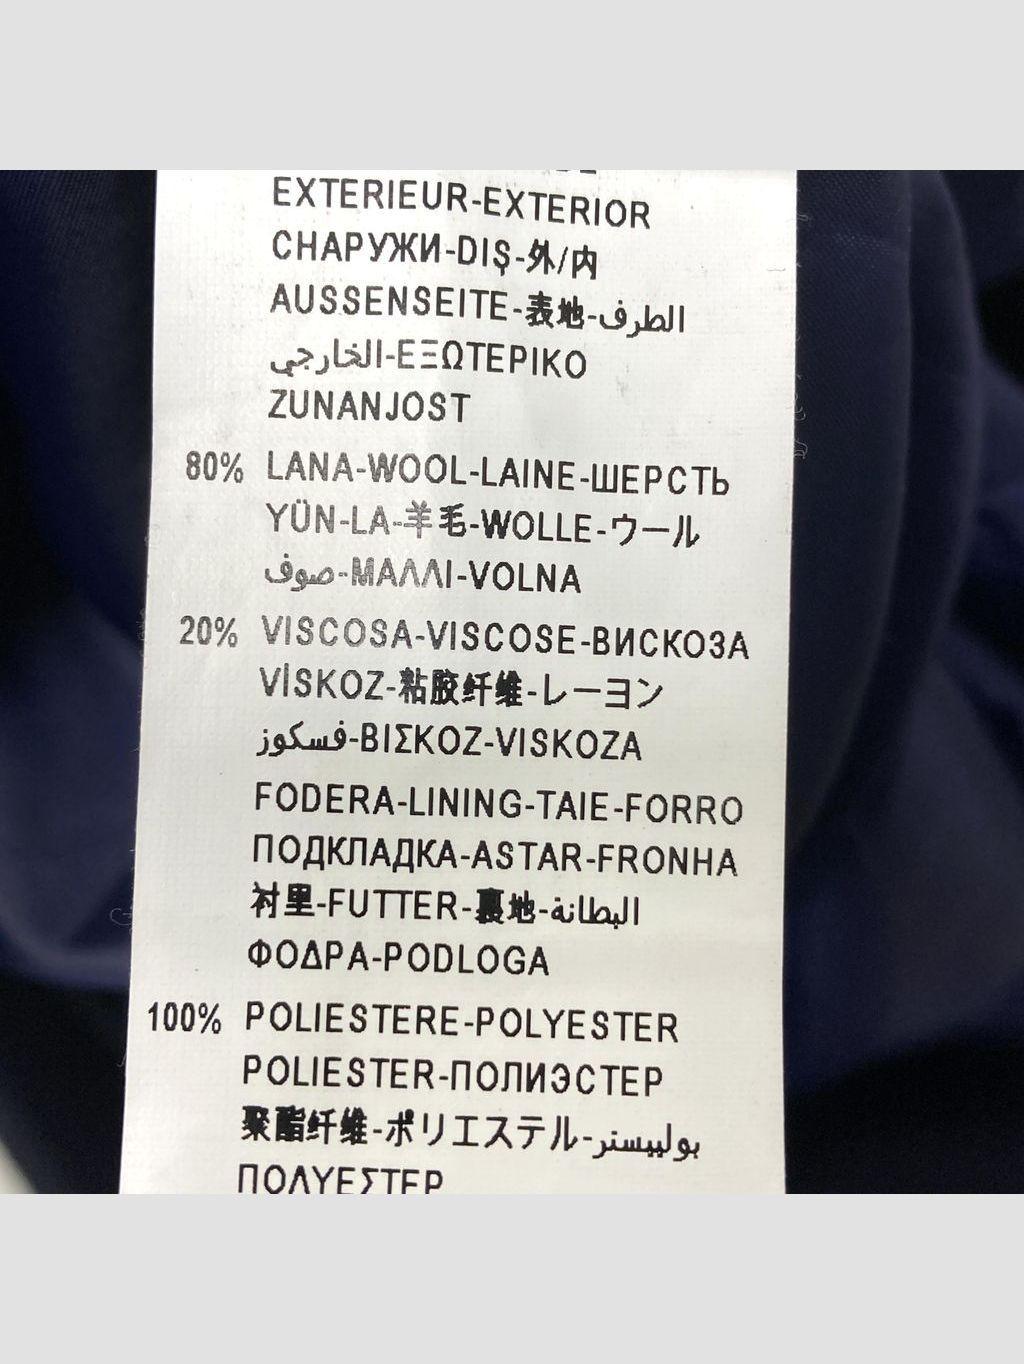 EXTERIEUR-EXTERIOR
СНАРУЖИ-DIŞ-外/内
AUSSENSEITE-表地-الطرف
الخارجي-ΕΞΩΤΕΡΙΚΟ
ZUNANJOST
80% LANA-WOOL-LAINE-ШЕРСТЬ
YÜN-LA-羊毛-WOLLE-ウール
صوف-ΜΑΛΛΙ-VOLNA
20% VISCOSA-VISCOSE-ВИСКОЗА
VİSKOZ-粘胶纤维-レーヨン
فسكوز-ΒΙΣΚΟΖ-VISKOZA
FODERA-LINING-TAIE-FORRO
ПОДКЛАДКА-ASTAR-FRONHA
衬里-FUTTER-裏地-البطانة
ΦΟΔΡΑ-PODLOGA
100% POLIESTERE-POLYESTER
POLIESTER-ПОЛИЭСТЕР
聚酯纤维-ポリエステル-بولييستر
ΠΟΛΥΕΣΤΕΡ